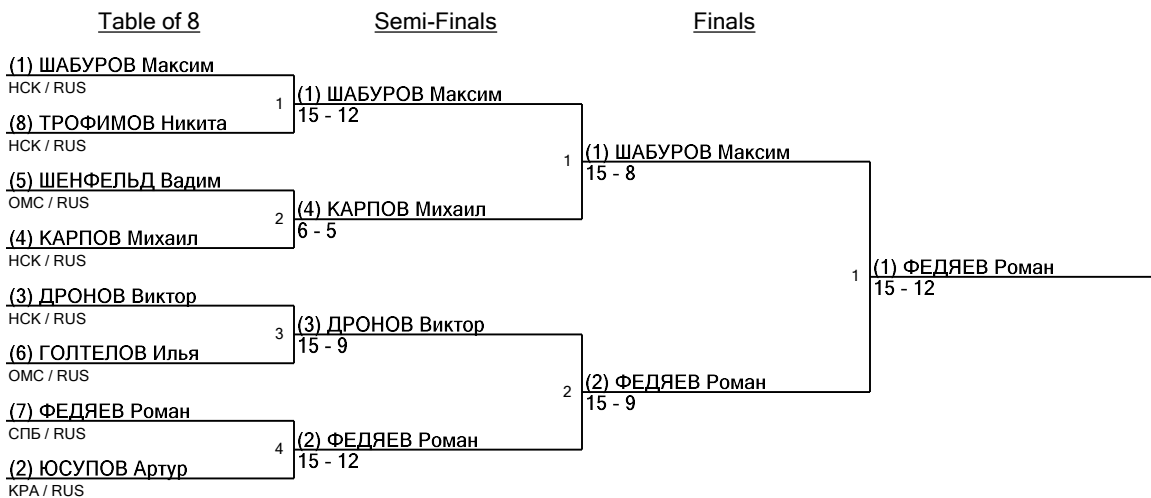 Table of 8
Semi-Finals
Finals
(1) ШАБУРОВ Максим
НСК / RUS
1
(8) ТРОФИМОВ Никита
НСК / RUS
(5) ШЕНФЕЛЬД Вадим
ОМС / RUS
2
(4) КАРПОВ Михаил
НСК / RUS
(3) ДРОНОВ Виктор
НСК / RUS
3
(6) ГОЛТЕЛОВ Илья
ОМС / RUS
(7) ФЕДЯЕВ Роман
СПБ / RUS
4
(2) ЮСУПОВ Артур
КРА / RUS
(1) ШАБУРОВ Максим
15 - 12
1
(4) КАРПОВ Михаил
6 - 5
(3) ДРОНОВ Виктор
15 - 9
2
(2) ФЕДЯЕВ Роман
15 - 12
(1) ШАБУРОВ Максим
15 - 8
1
(2) ФЕДЯЕВ Роман
15 - 9
(1) ФЕДЯЕВ Роман
15 - 12